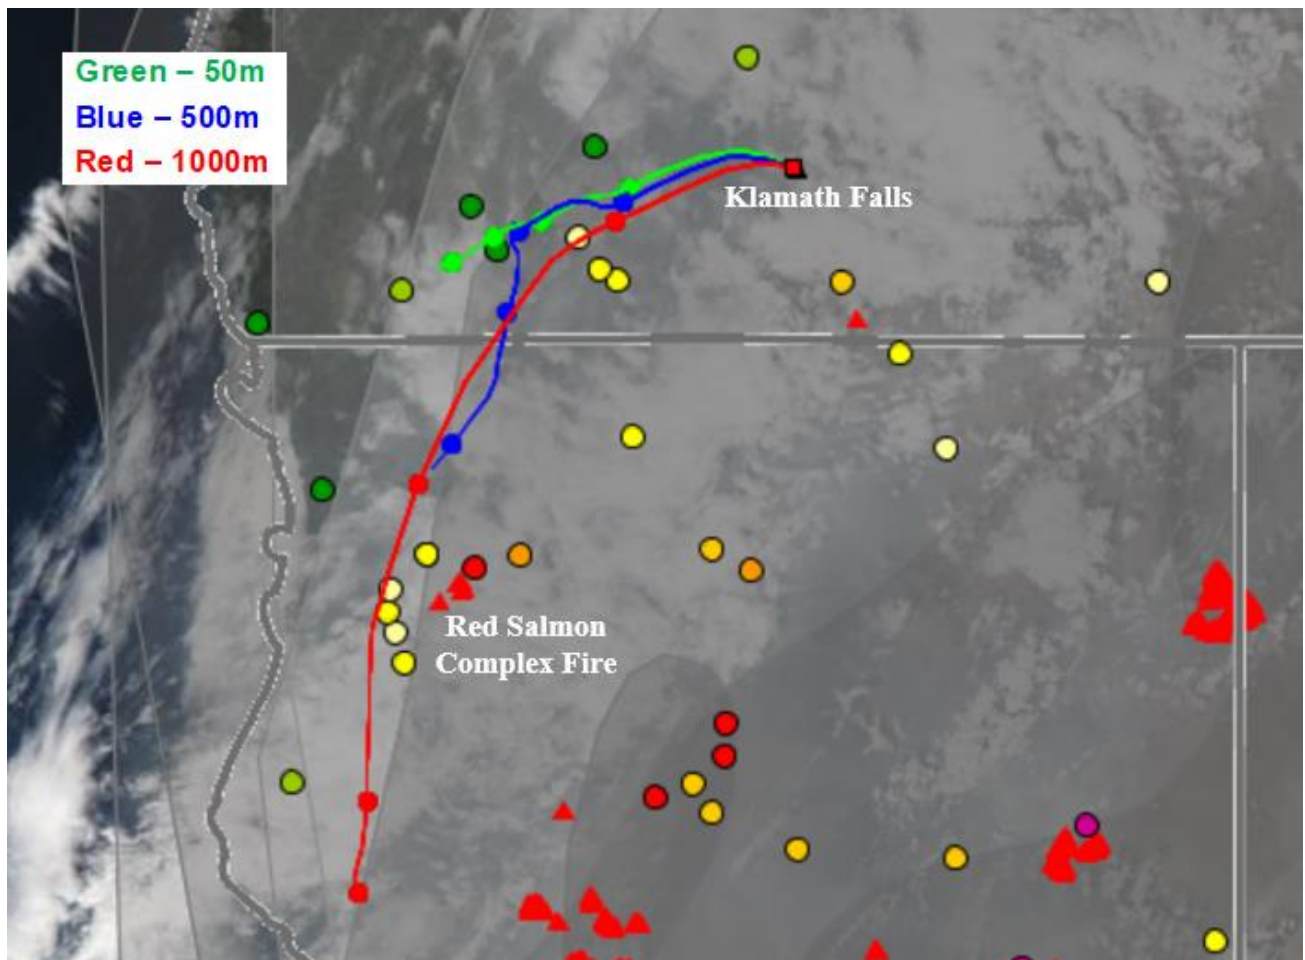 Green – 50m
Blue – 500m
Red – 1000m
Klamath Falls
Red Salmon
Complex Fire